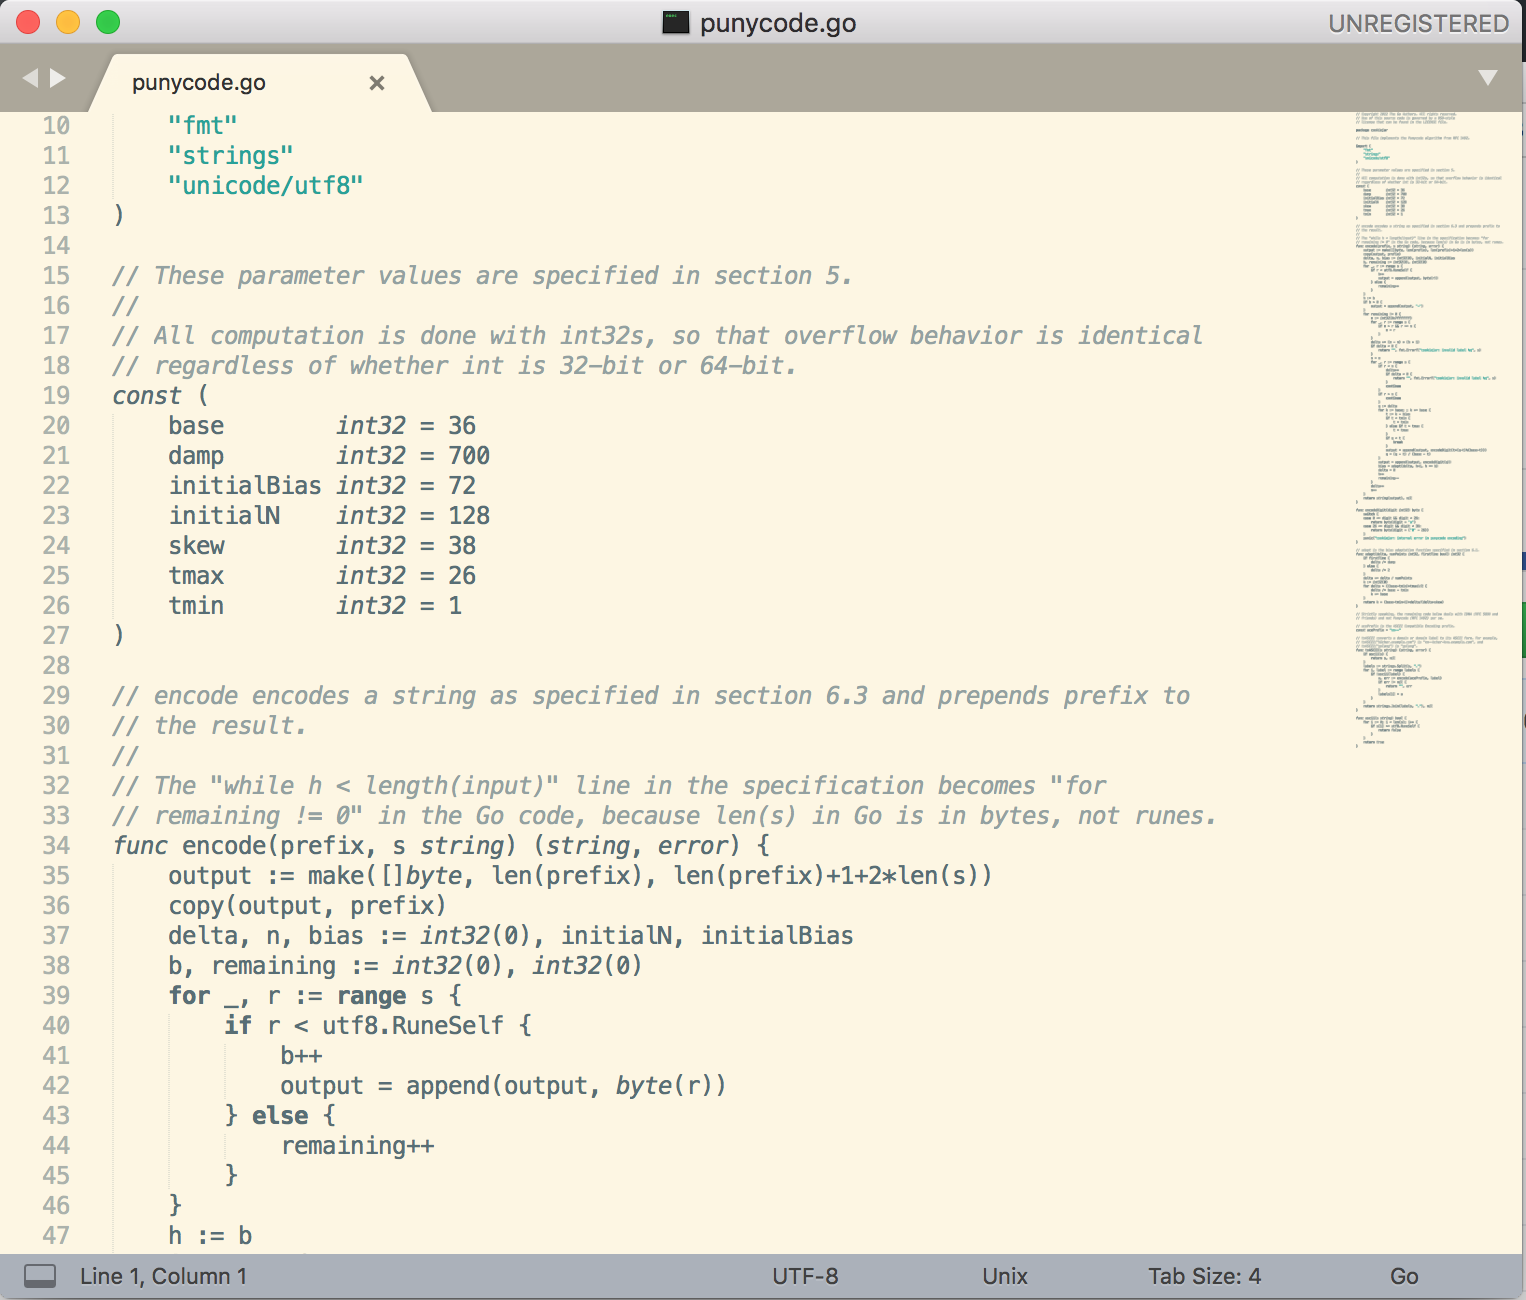 punycode.go
UNREGISTERED
punycode.go
10 "fmt"
11 "strings"
12 "unicode/utf8"
13 )
14
15 // These parameter values are specified in section 5.
16 //
17 // All computation is done with int32s, so that overflow behavior is identical
18 // regardless of whether int is 32-bit or 64-bit.
19 const (
20 base int32 = 36
21 damp int32 = 700
22 initialBias int32 = 72
23 initialN int32 = 128
24 skew int32 = 38
25 tmax int32 = 26
26 tmin int32 = 1
27 )
28
29 // encode encodes a string as specified in section 6.3 and prepends prefix to
30 // the result.
31 //
32 // The "while h < length(input)" line in the specification becomes "for
33 // remaining != 0" in the Go code, because len(s) in Go is in bytes, not runes.
34 func encode(prefix, s string) (string, error) {
35 output := make([]byte, len(prefix), len(prefix)+1+2*len(s))
36 copy(output, prefix)
37 delta, n, bias := int32(0), initialN, initialBias
38 b, remaining := int32(0), int32(0)
39 for _, r := range s {
40 if r < utf8.RuneSelf {
41 b++
42 output = append(output, byte(r))
43 } else {
44 remaining++
45 }
46 }
47 h := b
Line 1, Column 1
UTF-8
Unix
Tab Size: 4
Go